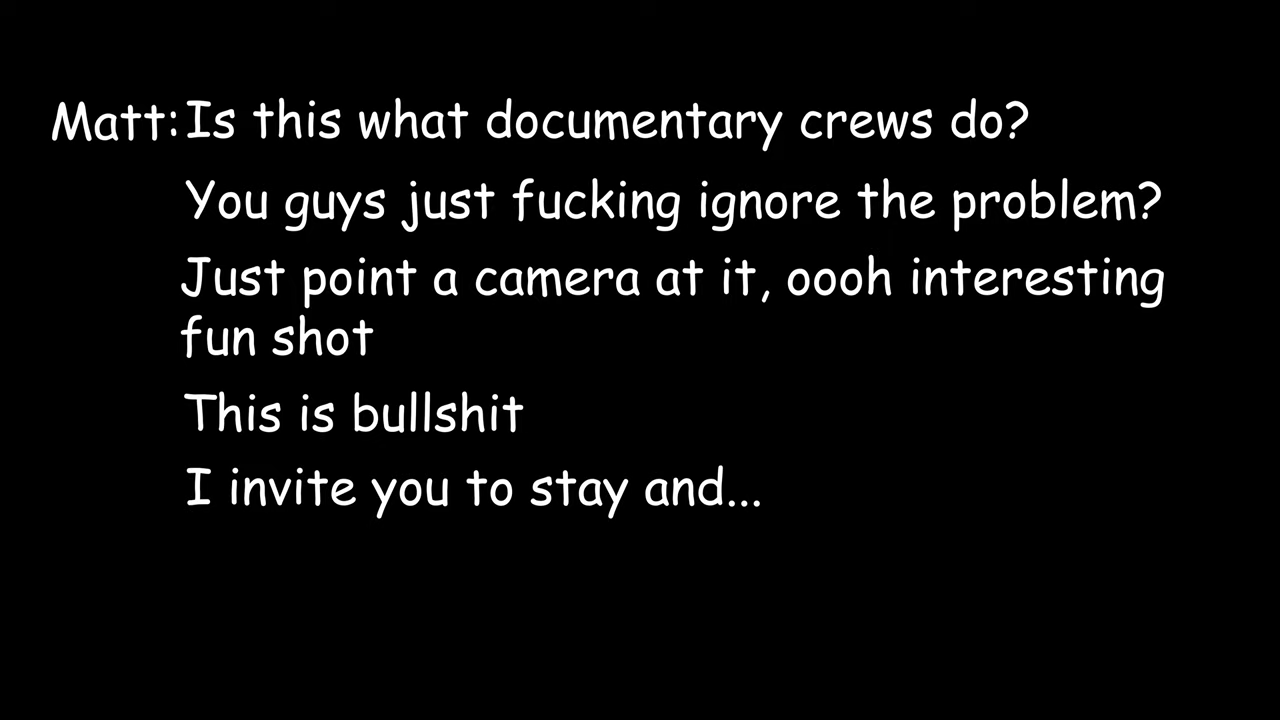 Matt: Is this what documentary crews do?
You guys just fucking ignore the problem?
Just point a camera at it, oooh interesting
fun shot
This is bullshit
I invite you to stay and...